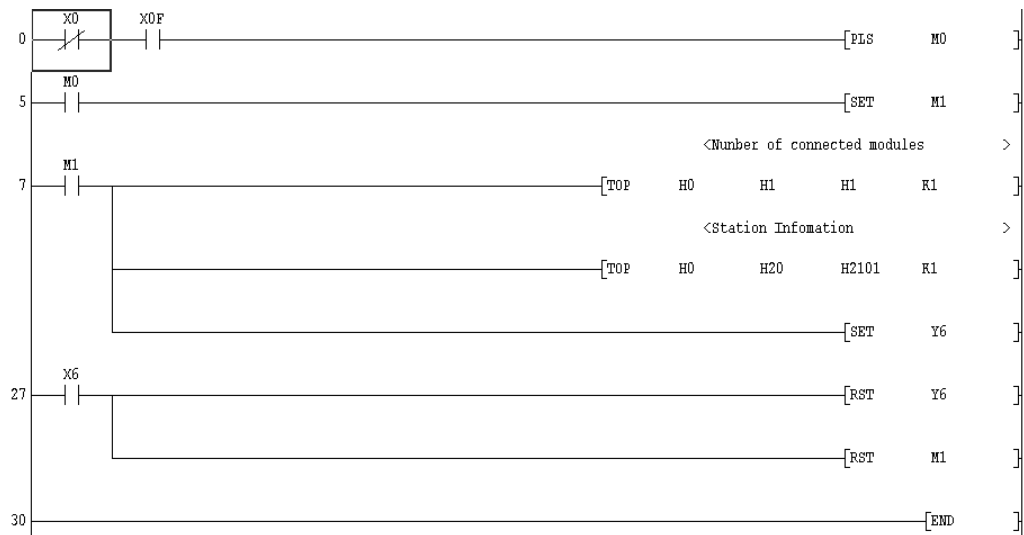 X0 X0F
0 [PLS M0 ]
M0
5 [SET M1 ]
<Nunber of connected modules >
M1
7 [TOP H0 H1 H1 K1 ]
<Station Infomation >
[TOP H0 H20 H2101 K1 ]
[SET Y6 ]
X6
27 [RST Y6 ]
[RST M1 ]
30 [END ]